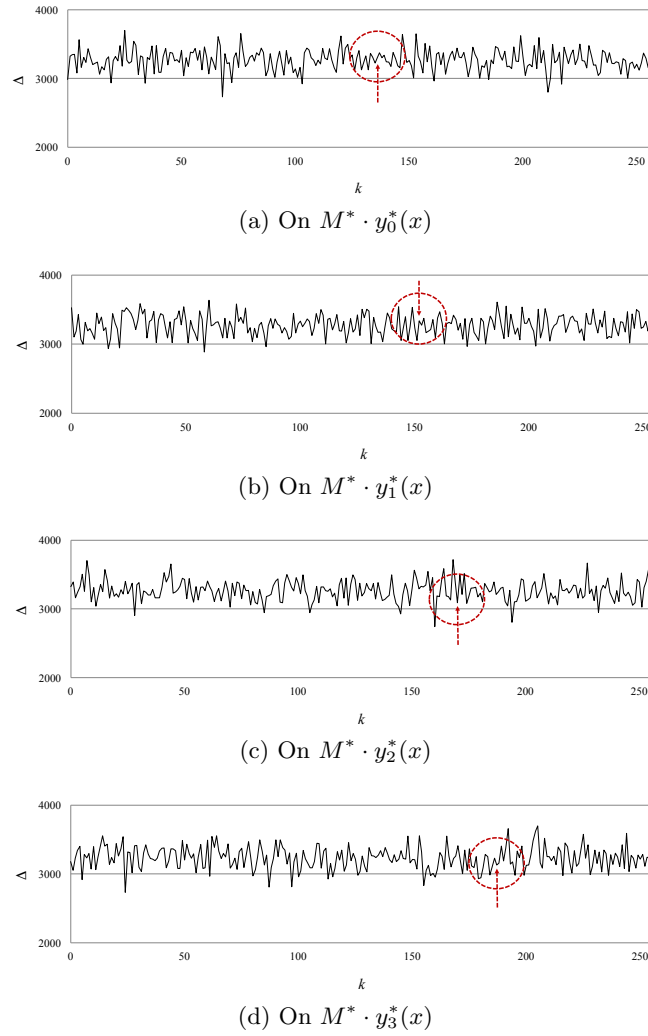 4000
Δ 3000
2000
0 50 100 150 200 250
k
(a) On M* · y₀*(x)
4000
Δ 3000
2000
0 50 100 150 200 250
k
(b) On M* · y₁*(x)
4000
Δ 3000
2000
0 50 100 150 200 250
k
(c) On M* · y₂*(x)
4000
Δ 3000
2000
0 50 100 150 200 250
k
(d) On M* · y₃*(x)